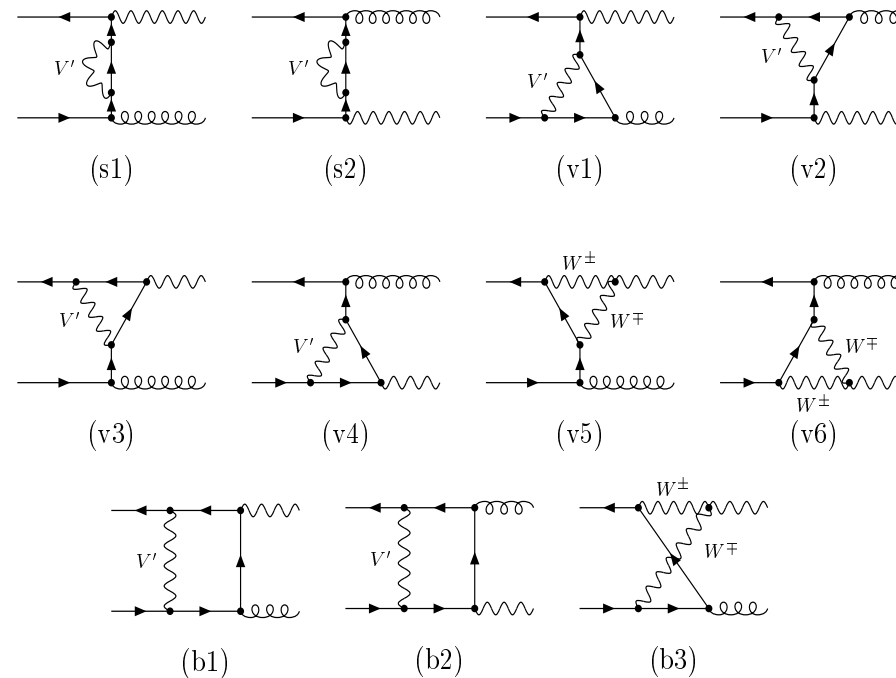 V′ V′ V′ V′
(s1) (s2) (v1) (v2)
W±
V′ V′ W∓ W∓
W±
(v3) (v4) (v5) (v6)
W±
V′ V′ W∓
(b1) (b2) (b3)